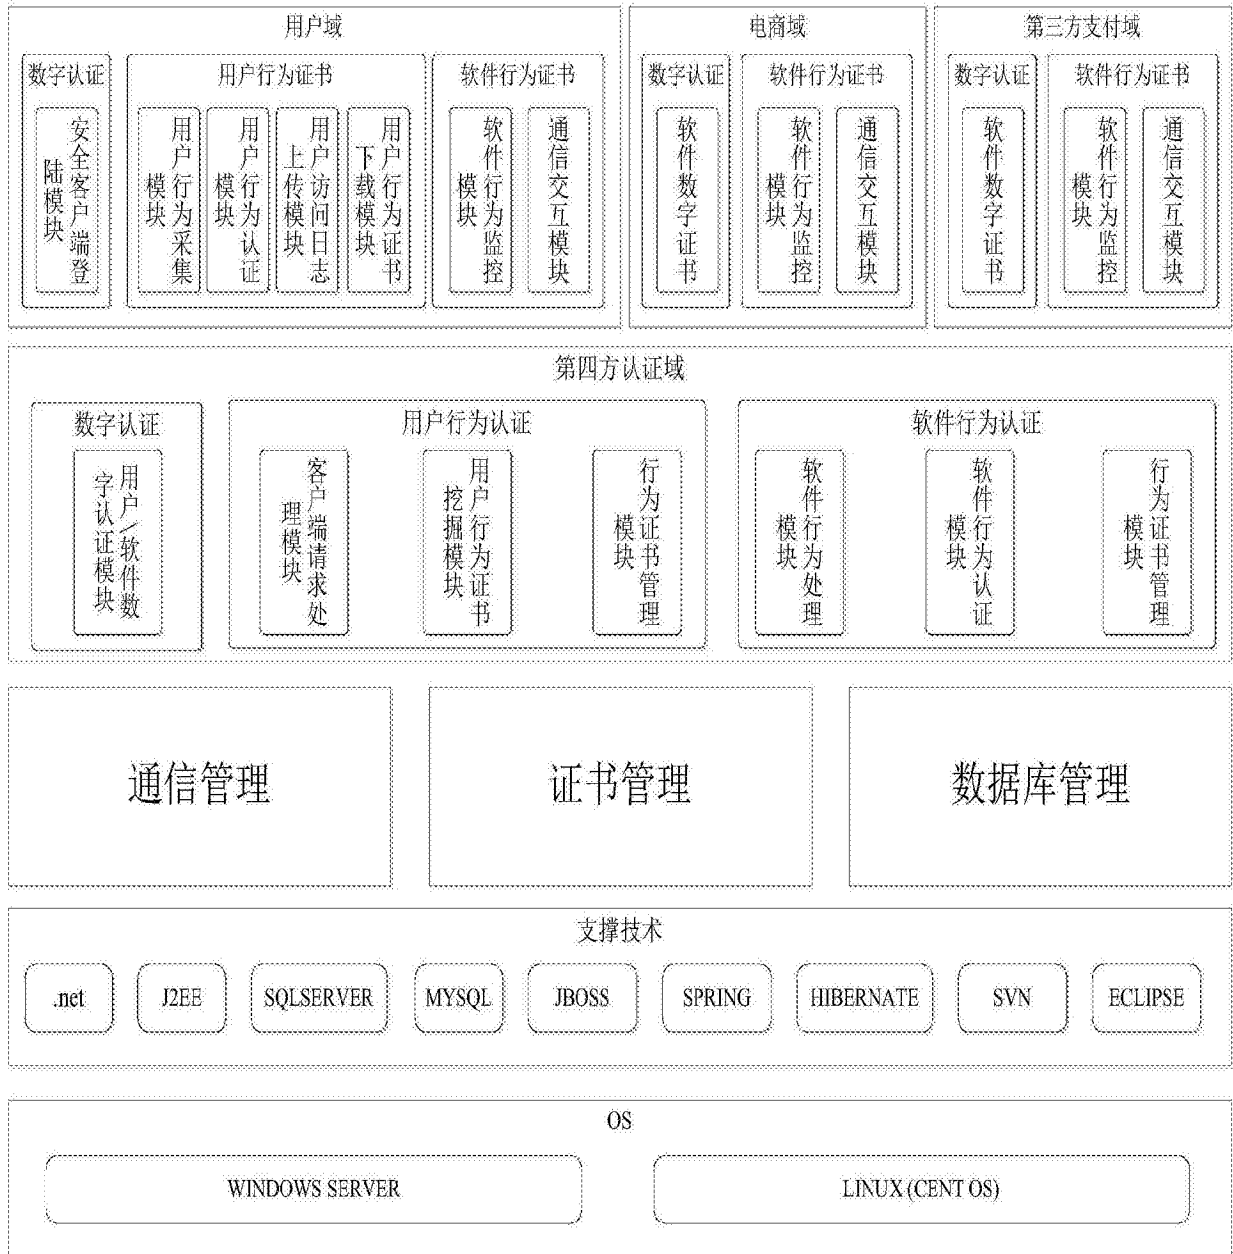 用户域
数字认证
安全客户端登
陆模块
用户行为证书
用户行为采集
模块
用户行为认证
模块
用户访问日志
上传模块
用户行为证书
下载模块
软件行为证书
软件行为监控
模块
通信交互模块
电商域
数字认证
软件数字证书
软件行为证书
软件行为监控
模块
通信交互模块
第三方支付域
数字认证
软件数字证书
软件行为证书
软件行为监控
模块
通信交互模块
第四方认证域
数字认证
用户/软件数
字认证模块
用户行为认证
客户端请求处
理模块
用户行为证书
挖掘模块
行为证书管理
模块
软件行为认证
软件行为处理
模块
软件行为认证
模块
行为证书管理
模块
通信管理
证书管理
数据库管理
支撑技术
.net
J2EE
SQLSERVER
MYSQL
JBOSS
SPRING
HIBERNATE
SVN
ECLIPSE
OS
WINDOWS SERVER
LINUX (CENT OS)